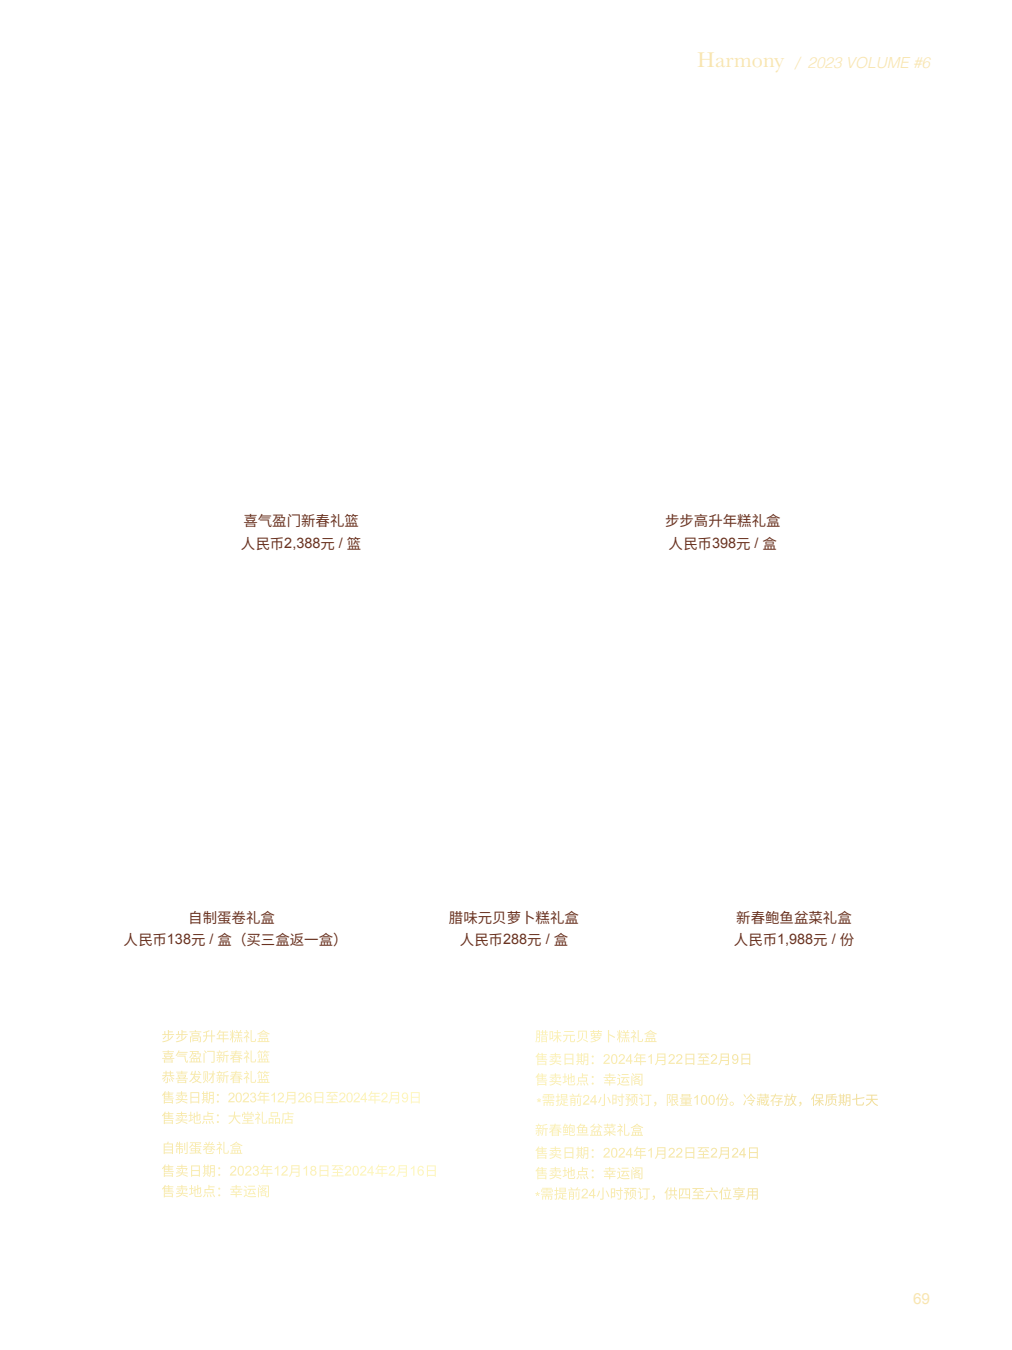 Harmony / 2023 VOLUME #6
喜气盈门新春礼篮
人民币2,388元 / 篮
步步高升年糕礼盒
人民币398元 / 盒
自制蛋卷礼盒
人民币138元 / 盒（买三盒返一盒）
腊味元贝萝卜糕礼盒
人民币288元 / 盒
新春鲍鱼盆菜礼盒
人民币1,988元 / 份
步步高升年糕礼盒
喜气盈门新春礼篮
恭喜发财新春礼篮
售卖日期：2023年12月26日至2024年2月9日
售卖地点：大堂礼品店
自制蛋卷礼盒
售卖日期：2023年12月18日至2024年2月16日
售卖地点：幸运阁
腊味元贝萝卜糕礼盒
售卖日期：2024年1月22日至2月9日
售卖地点：幸运阁
•需提前24小时预订，限量100份。冷藏存放，保质期七天
新春鲍鱼盆菜礼盒
售卖日期：2024年1月22日至2月24日
售卖地点：幸运阁
•需提前24小时预订，供四至六位享用
69